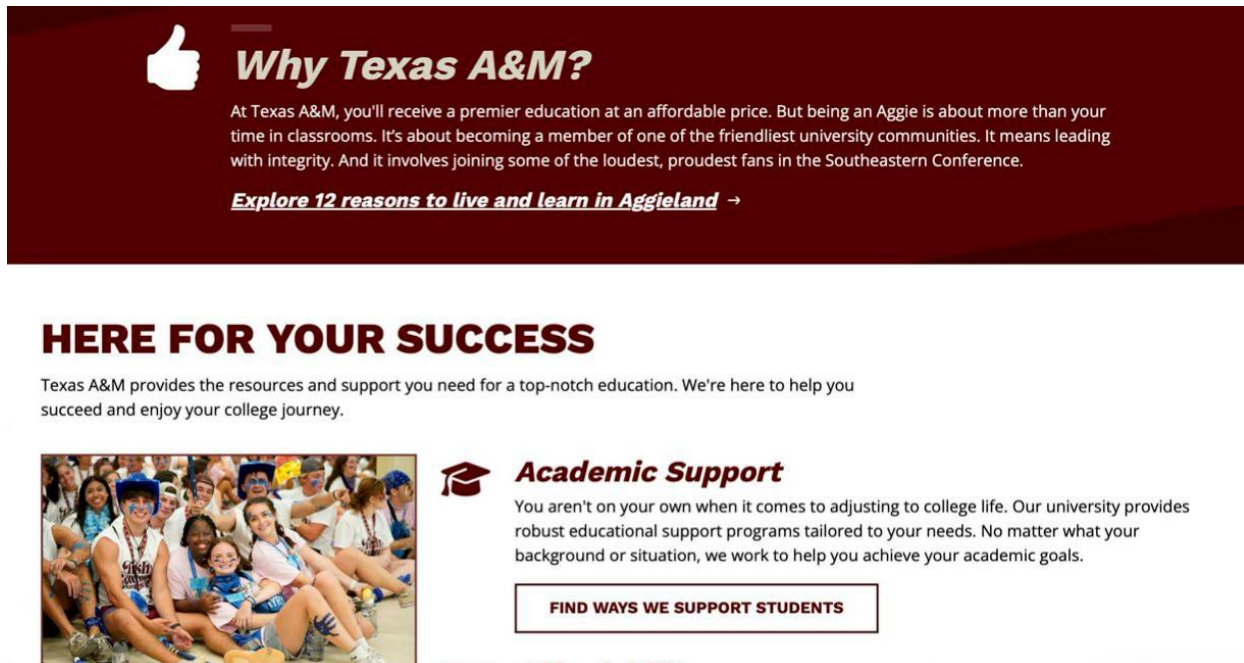 Why Texas A&M?
At Texas A&M, you'll receive a premier education at an affordable price. But being an Aggie is about more than your
time in classrooms. It's about becoming a member of one of the friendliest university communities. It means leading
with integrity. And it involves joining some of the loudest, proudest fans in the Southeastern Conference.
Explore 12 reasons to live and learn in Aggieland →
HERE FOR YOUR SUCCESS
Texas A&M provides the resources and support you need for a top-notch education. We're here to help you
succeed and enjoy your college journey.
Academic Support
You aren't on your own when it comes to adjusting to college life. Our university provides
robust educational support programs tailored to your needs. No matter what your
background or situation, we work to help you achieve your academic goals.
FIND WAYS WE SUPPORT STUDENTS